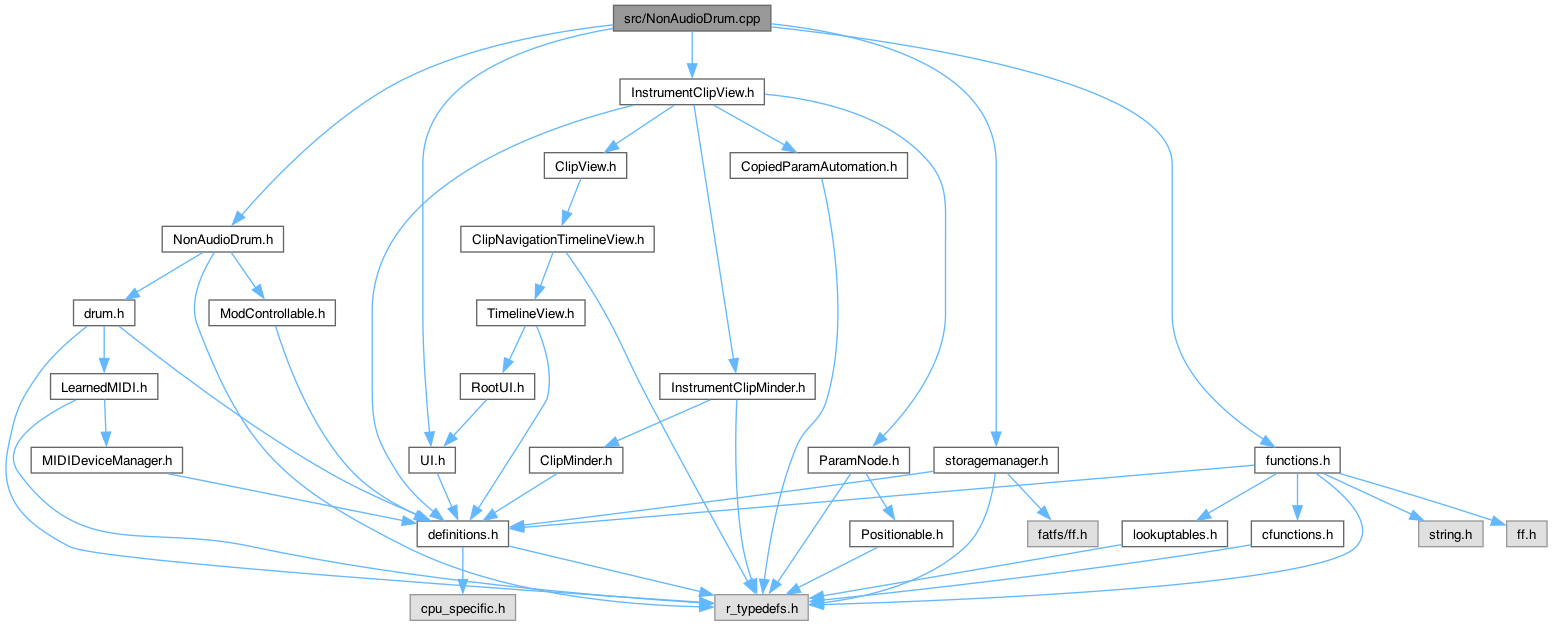 src/NonAudioDrum.cpp
InstrumentClipView.h
ClipView.h
CopiedParamAutomation.h
NonAudioDrum.h
ClipNavigationTimelineView.h
drum.h
ModControllable.h
TimelineView.h
LearnedMIDI.h
RootUI.h
InstrumentClipMinder.h
MIDIDeviceManager.h
UI.h
ClipMinder.h
ParamNode.h
storagemanager.h
functions.h
definitions.h
Positionable.h
fatfs/ff.h
lookuptables.h
cfunctions.h
string.h
ff.h
cpu_specific.h
r_typedefs.h